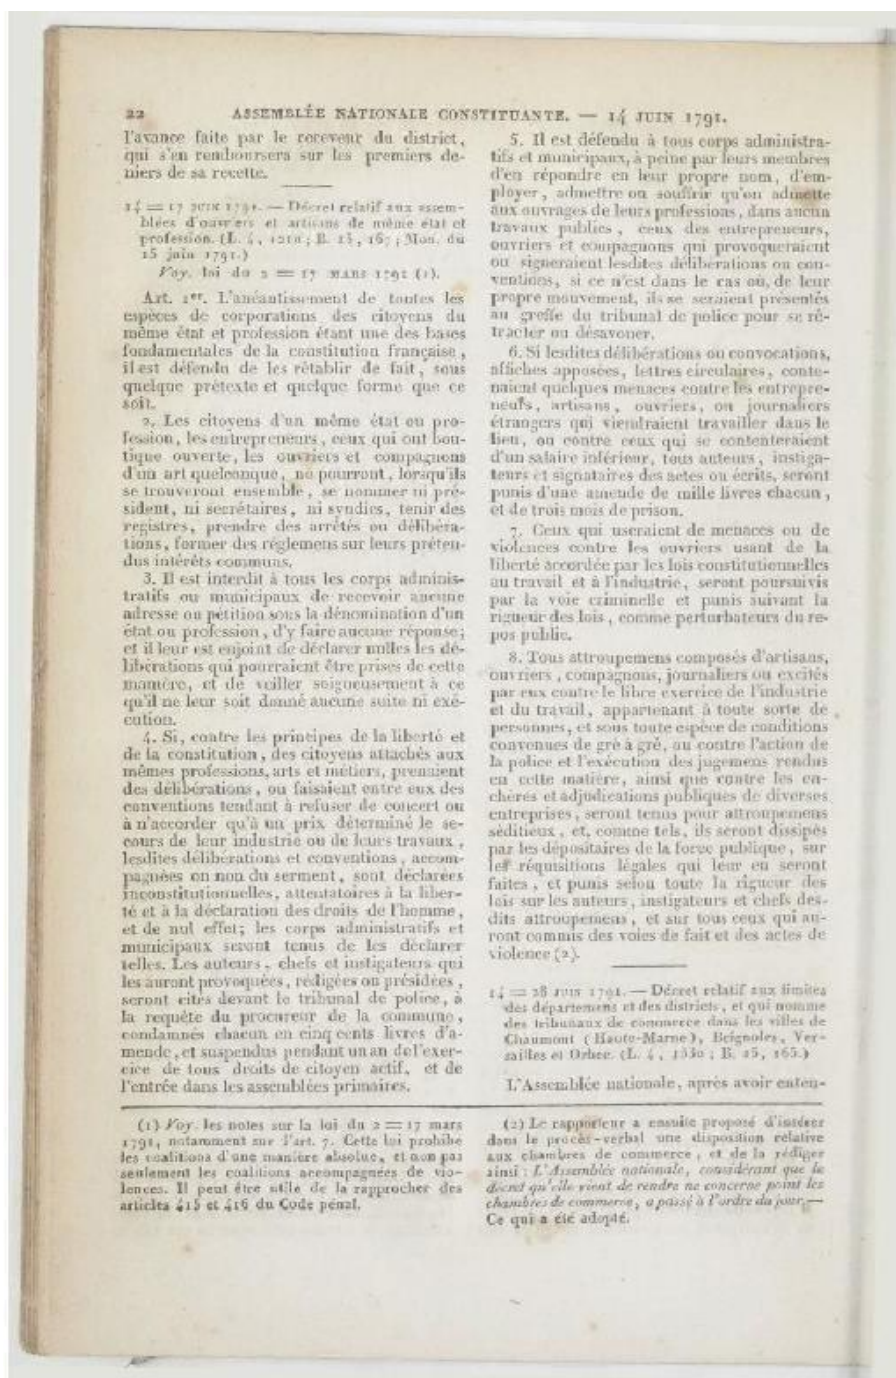 22 ASSEMBLÉE NATIONALE CONSTITUANTE. — 14 JUIN 1791.
l'avance faite par le receveur du district,
qui s'en remboursera sur les premiers de-
niers de sa recette.
14 = 17 JUIN 1791. — Décret relatif aux assem-
blées d'ouvriers et artisans de même état et
profession. (L. 4, 1210; B. 15, 167; Mon. du
15 juin 1791.)
Voy. loi du 2 = 17 MARS 1791 (1).
Art. 1er. L'anéantissement de toutes les
espèces de corporations des citoyens du
même état et profession étant une des bases
fondamentales de la constitution française,
il est défendu de les rétablir de fait, sous
quelque prétexte et quelque forme que ce
soit.
2. Les citoyens d'un même état ou pro-
fession, les entrepreneurs, ceux qui ont bou-
tique ouverte, les ouvriers et compagnons
d'un art quelconque, ne pourront, lorsqu'ils
se trouveront ensemble, se nommer ni pré-
sident, ni secrétaires, ni syndics, tenir des
registres, prendre des arrêtés ou délibéra-
tions, former des réglemens sur leurs préten-
dus intérêts communs.
3. Il est interdit à tous les corps adminis-
tratifs ou municipaux de recevoir aucune
adresse ou pétition sous la dénomination d'un
état ou profession, d'y faire aucune réponse;
et il leur est enjoint de déclarer nulles les dé-
libérations qui pourraient être prises de cette
manière, et de veiller soigneusement à ce
qu'il ne leur soit donné aucune suite ni exé-
cution.
4. Si, contre les principes de la liberté et
de la constitution, des citoyens attachés aux
mêmes professions, arts et métiers, prenaient
des délibérations, ou faisaient entre eux des
conventions tendant à refuser de concert ou
à n'accorder qu'à un prix déterminé le se-
cours de leur industrie ou de leurs travaux,
lesdites délibérations et conventions, accom-
pagnées ou non du serment, sont déclarées
inconstitutionnelles, attentatoires à la liber-
té et à la déclaration des droits de l'homme,
et de nul effet; les corps administratifs et
municipaux seront tenus de les déclarer
telles. Les auteurs, chefs et instigateurs qui
les auront provoquées, rédigées ou présidées,
seront cités devant le tribunal de police, à
la requête du procureur de la commune,
condamnés chacun en cinq cents livres d'a-
mende, et suspendus pendant un an de l'exer-
cice de tous droits de citoyen actif, et de
l'entrée dans les assemblées primaires.
5. Il est défendu à tous corps administra-
tifs et municipaux, à peine par leurs membres
d'en répondre en leur propre nom, d'em-
ployer, admettre ou souffrir qu'on admette
aux ouvrages de leurs professions, dans aucun
travaux publics, ceux des entrepreneurs,
ouvriers et compagnons qui provoqueraient
ou signeraient lesdites délibérations ou con-
ventions, si ce n'est dans le cas où, de leur
propre mouvement, ils se seraient présentés
au greffe du tribunal de police pour se ré-
tracter ou désavouer.
6. Si lesdites délibérations ou convocations,
affiches apposées, lettres circulaires, conte-
naient quelques menaces contre les entrepre-
neurs, artisans, ouvriers, ou journaliers
étrangers qui viendraient travailler dans le
lieu, ou contre ceux qui se contenteraient
d'un salaire inférieur, tous auteurs, instiga-
teurs et signataires des actes ou écrits, seront
punis d'une amende de mille livres chacun,
et de trois mois de prison.
7. Ceux qui useraient de menaces ou de
violences contre les ouvriers usant de la
liberté accordée par les lois constitutionnelles
au travail et à l'industrie, seront poursuivis
par la voie criminelle et punis suivant la
rigueur des lois, comme perturbateurs du re-
pos public.
8. Tous attroupemens composés d'artisans,
ouvriers, compagnons, journaliers ou excités
par eux contre le libre exercice de l'industrie
et du travail, appartenant à toute sorte de
personnes, et sous toute espèce de conditions
convenues de gré à gré, ou contre l'action de
la police et l'exécution des jugemens rendus
en cette matière, ainsi que contre les en-
chères et adjudications publiques de diverses
entreprises, seront tenus pour attroupemens
séditieux, et, comme tels, ils seront dissipés
par les dépositaires de la force publique, sur
les réquisitions légales qui leur en seront
faites, et punis selon toute la rigueur des
lois sur les auteurs, instigateurs et chefs des-
dits attroupemens, et sur tous ceux qui au-
ront commis des voies de fait et des actes de
violence (2).
14 = 28 JUIN 1791. — Décret relatif aux limites
des départemens et des districts, et qui nomme
des tribunaux de commerce dans les villes de
Chaumont (Haute-Marne), Brignoles, Ver-
sailles et Orbec. (L. 4, 1330; B. 15, 165.)
L'Assemblée nationale, après avoir enten-
(1) Voy. les notes sur la loi du 2 = 17 mars
1791, notamment sur l'art. 7. Cette loi prohibe
les coalitions d'une manière absolue, et non pas
seulement les coalitions accompagnées de vio-
lences. Il peut être utile de la rapprocher des
articles 415 et 416 du Code pénal.
(2) Le rapporteur a ensuite proposé d'insérer
dans le procès-verbal une disposition relative
aux chambres de commerce, et de la rédiger
ainsi : L'Assemblée nationale, considérant que le
décret qu'elle vient de rendre ne concerne point les
chambres de commerce, a passé à l'ordre du jour. —
Ce qui a été adopté.